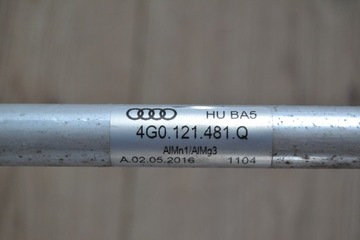 HU BA5
4G0.121.481.Q
AlMn1/AlMg3
A.02.05.2016 1104